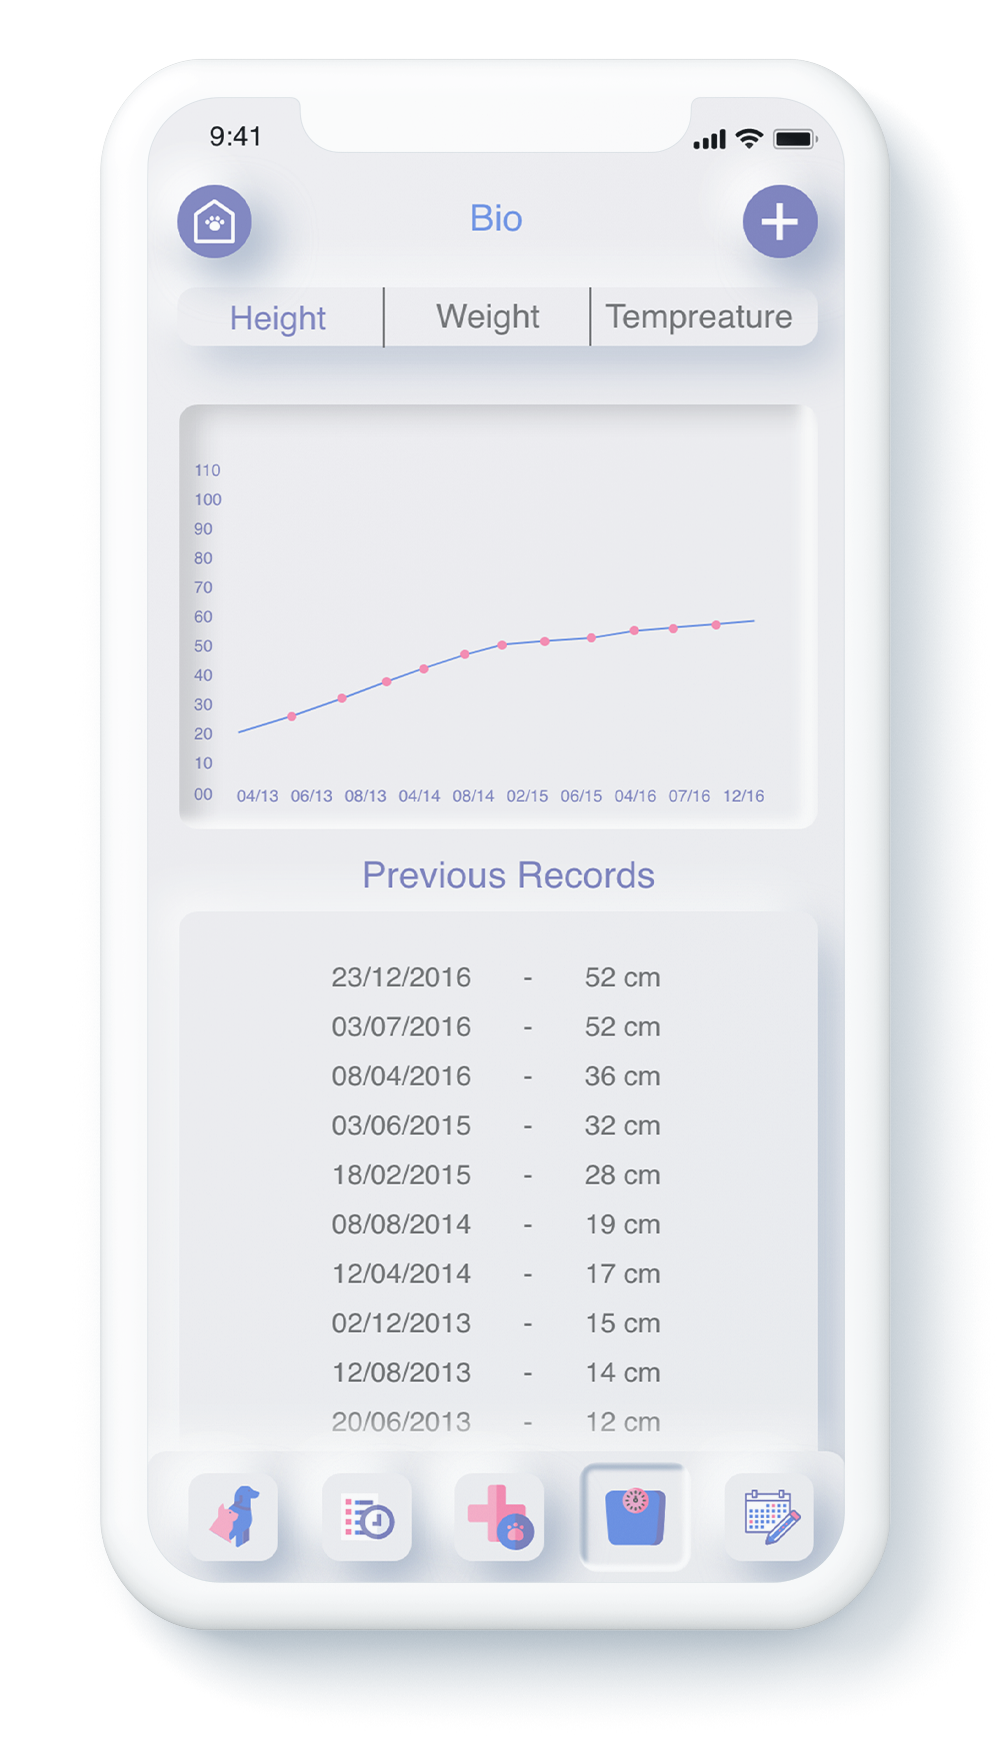 9:41
Bio
Height Weight Tempreature
110
100
90
80
70
60
50
40
30
20
10
00
04/13 06/13 08/13 04/14 08/14 02/15 06/15 04/16 07/16 12/16
Previous Records
23/12/2016 - 52 cm
03/07/2016 - 52 cm
08/04/2016 - 36 cm
03/06/2015 - 32 cm
18/02/2015 - 28 cm
08/08/2014 - 19 cm
12/04/2014 - 17 cm
02/12/2013 - 15 cm
12/08/2013 - 14 cm
20/06/2013 - 12 cm